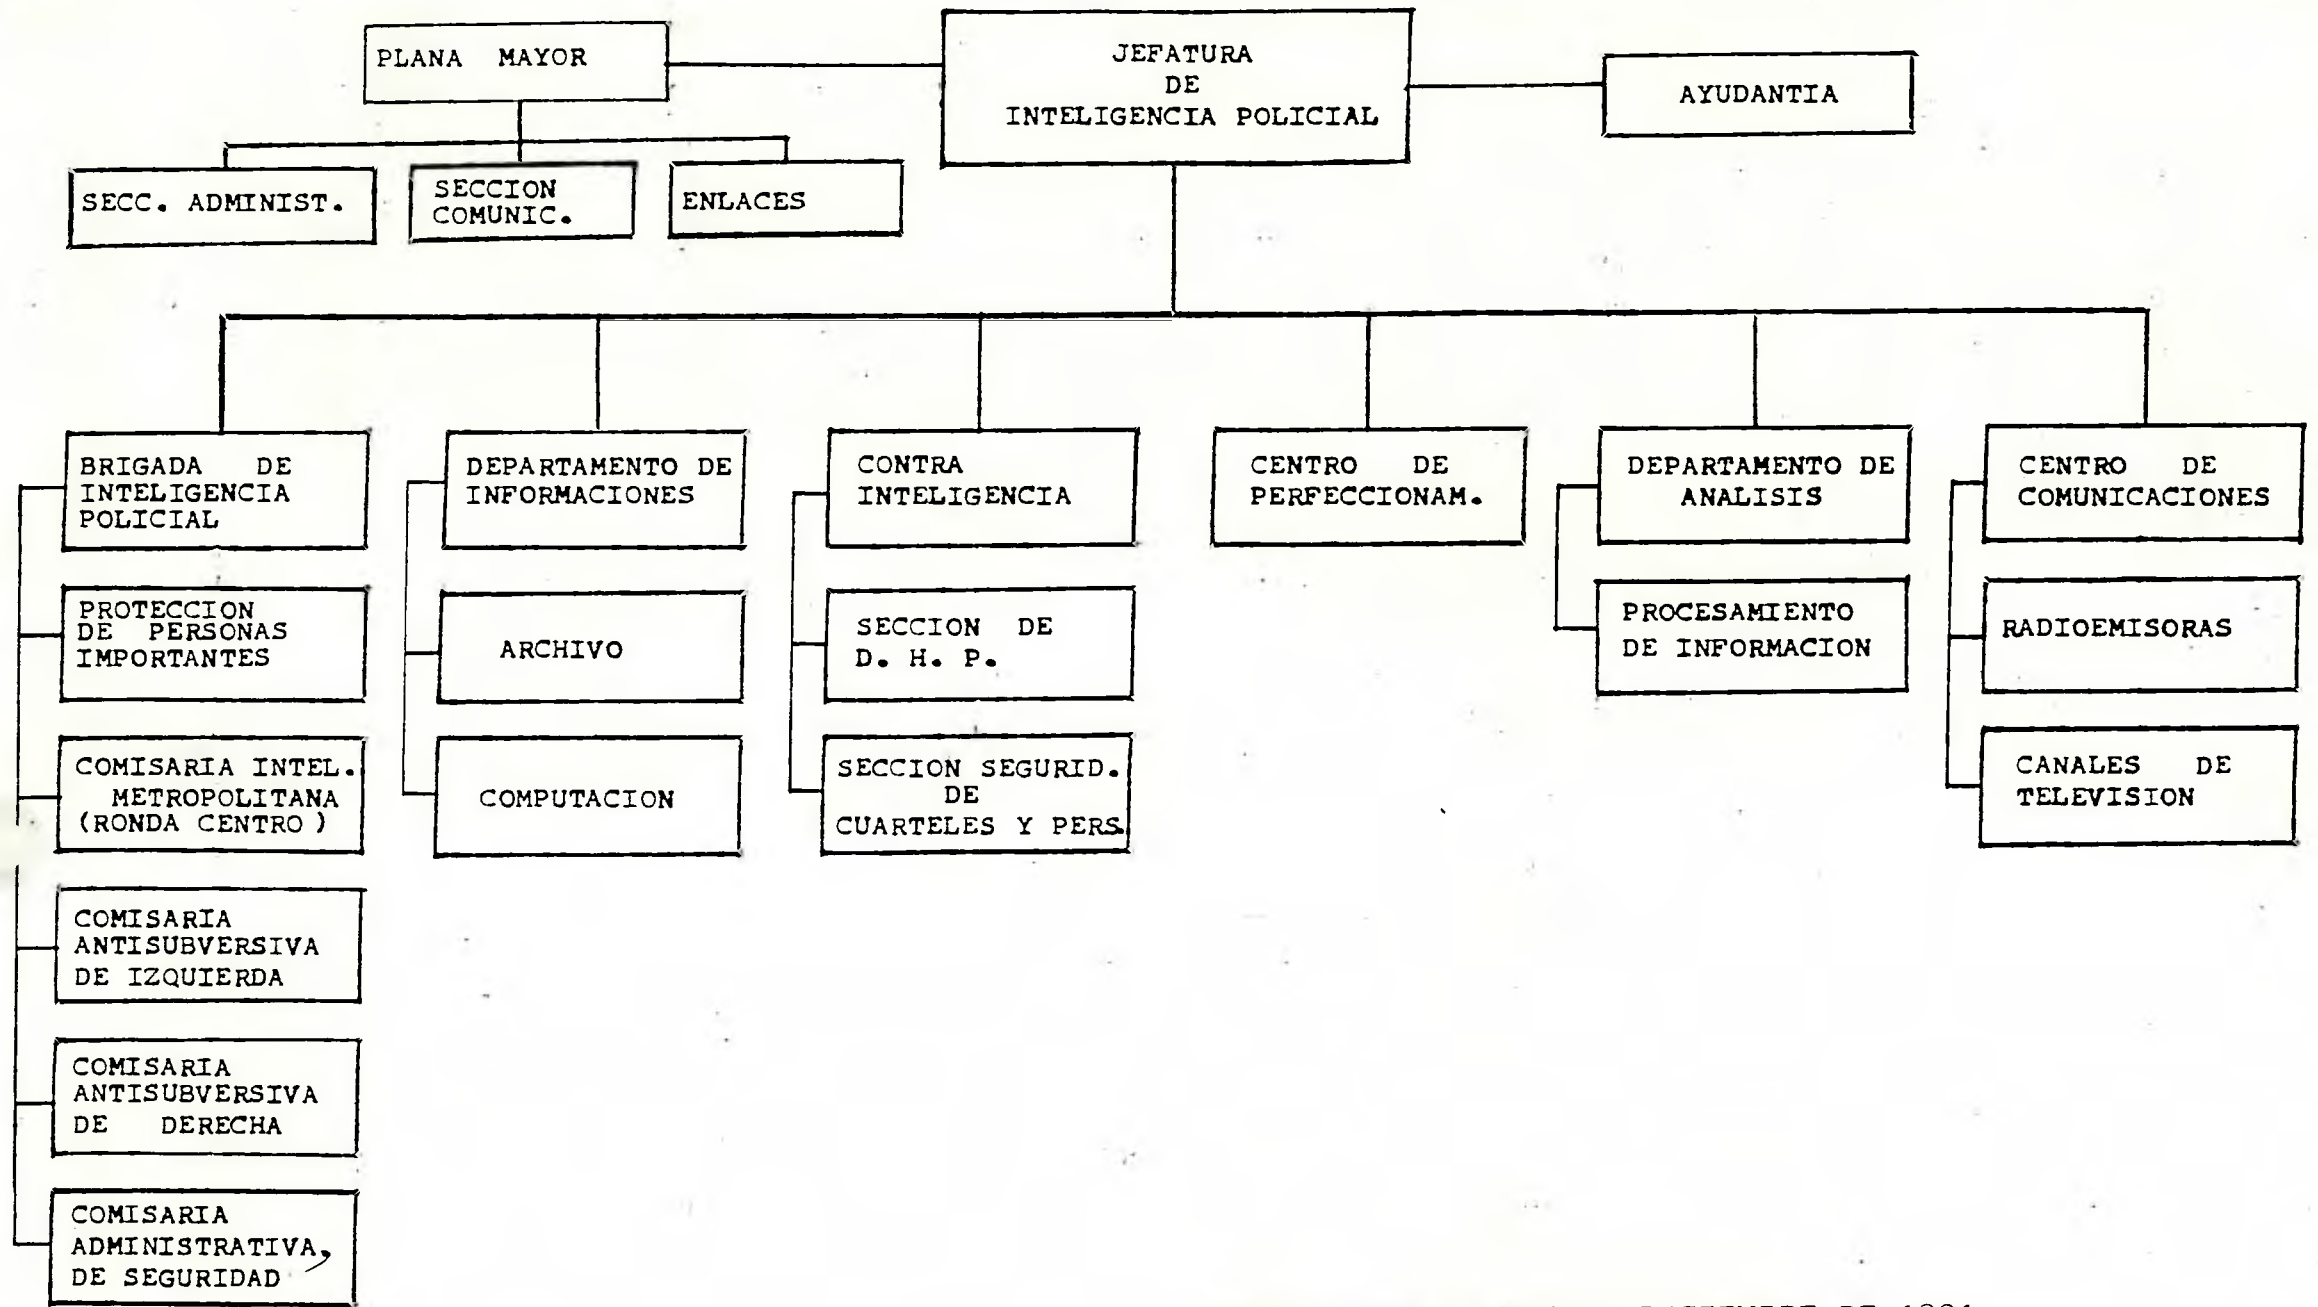 PLANA MAYOR
JEFATURA
DE
INTELIGENCIA POLICIAL
AYUDANTIA
SECC. ADMINIST.
SECCION
COMUNIC.
ENLACES
BRIGADA DE
INTELIGENCIA
POLICIAL
PROTECCION
DE PERSONAS
IMPORTANTES
COMISARIA INTEL.
METROPOLITANA
(RONDA CENTRO )
COMISARIA
ANTISUBVERSIVA
DE IZQUIERDA
COMISARIA
ANTISUBVERSIVA
DE DERECHA
COMISARIA
ADMINISTRATIVA,
DE SEGURIDAD
DEPARTAMENTO DE
INFORMACIONES
ARCHIVO
COMPUTACION
CONTRA
INTELIGENCIA
SECCION DE
D. H. P.
SECCION SEGURID.
DE
CUARTELES Y PERS.
CENTRO DE
PERFECCIONAM.
DEPARTAMENTO DE
ANALISIS
PROCESAMIENTO
DE INFORMACION
CENTRO DE
COMUNICACIONES
RADIOEMISORAS
CANALES DE
TELEVISION